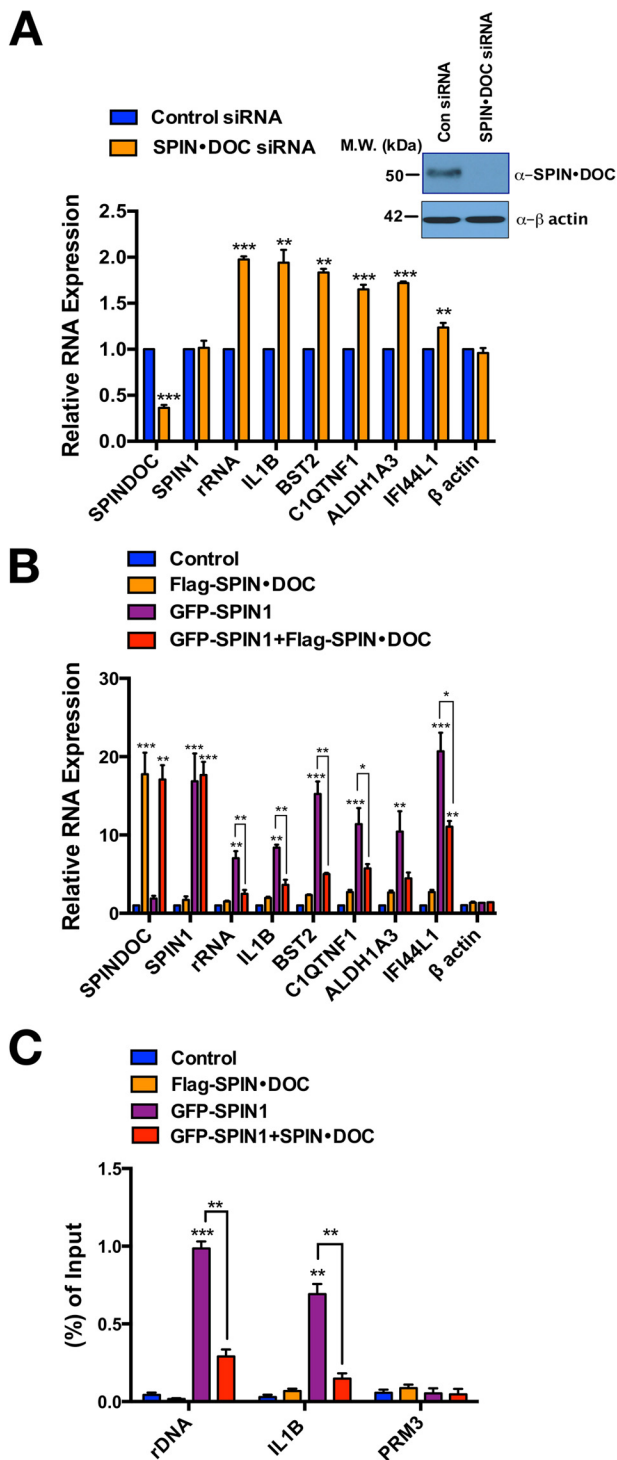 A
Control siRNA
SPIN•DOC siRNA
Con siRNA
SPIN•DOC siRNA
M.W. (kDa)
50
α-SPIN•DOC
42
α-β actin
Relative RNA Expression
2.5
2.0
1.5
1.0
0.5
0.0
***
***
**
**
***
***
**
SPINDOC
SPIN1
rRNA
IL1B
BST2
C1QTNF1
ALDH1A3
IFI44L1
β actin
B
Control
Flag-SPIN•DOC
GFP-SPIN1
GFP-SPIN1+Flag-SPIN•DOC
Relative RNA Expression
30
20
10
0
***
**
***
***
**
**
**
**
***
**
***
*
**
***
*
**
SPINDOC
SPIN1
rRNA
IL1B
BST2
C1QTNF1
ALDH1A3
IFI44L1
β actin
C
Control
Flag-SPIN•DOC
GFP-SPIN1
GFP-SPIN1+SPIN•DOC
(%) of Input
1.5
1.0
0.5
0.0
***
**
**
**
rDNA
IL1B
PRM3